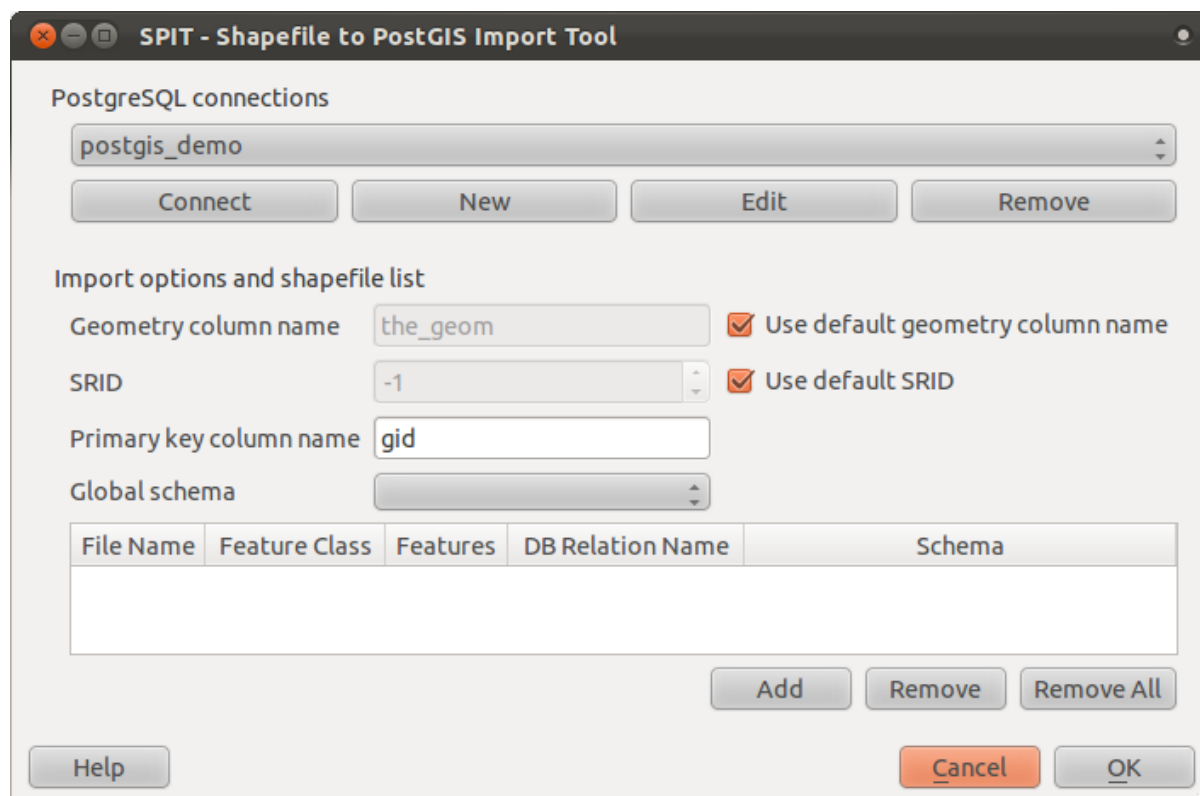 SPIT - Shapefile to PostGIS Import Tool
PostgreSQL connections
postgis_demo
Connect New Edit Remove
Import options and shapefile list
Geometry column name the_geom Use default geometry column name
SRID -1 Use default SRID
Primary key column name gid
Global schema
File Name Feature Class Features DB Relation Name Schema
Add Remove Remove All
Help Cancel OK